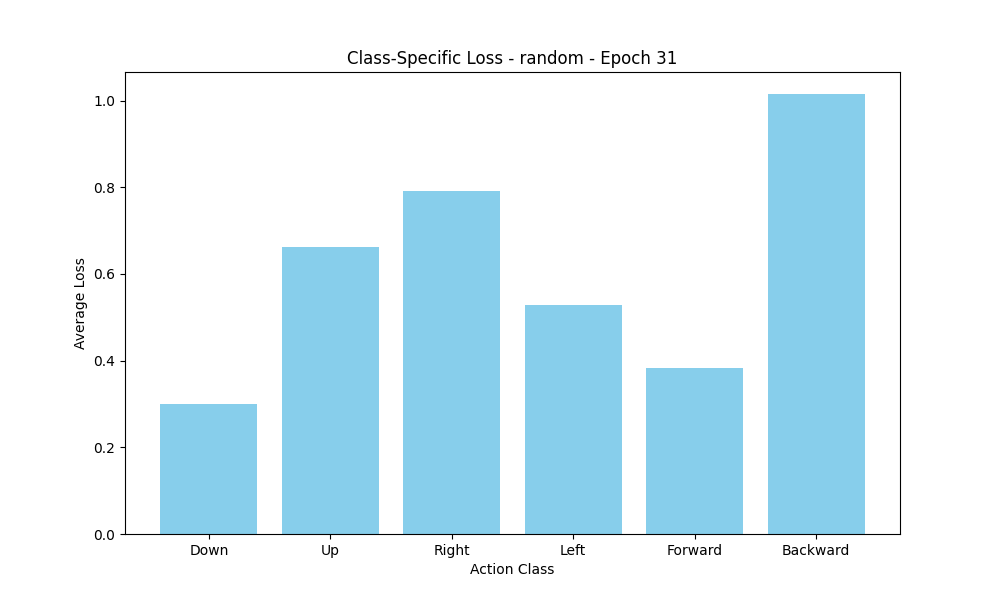 Class-Specific Loss - random - Epoch 31
Average Loss
1.0
0.8
0.6
0.4
0.2
0.0
Down Up Right Left Forward Backward
Action Class